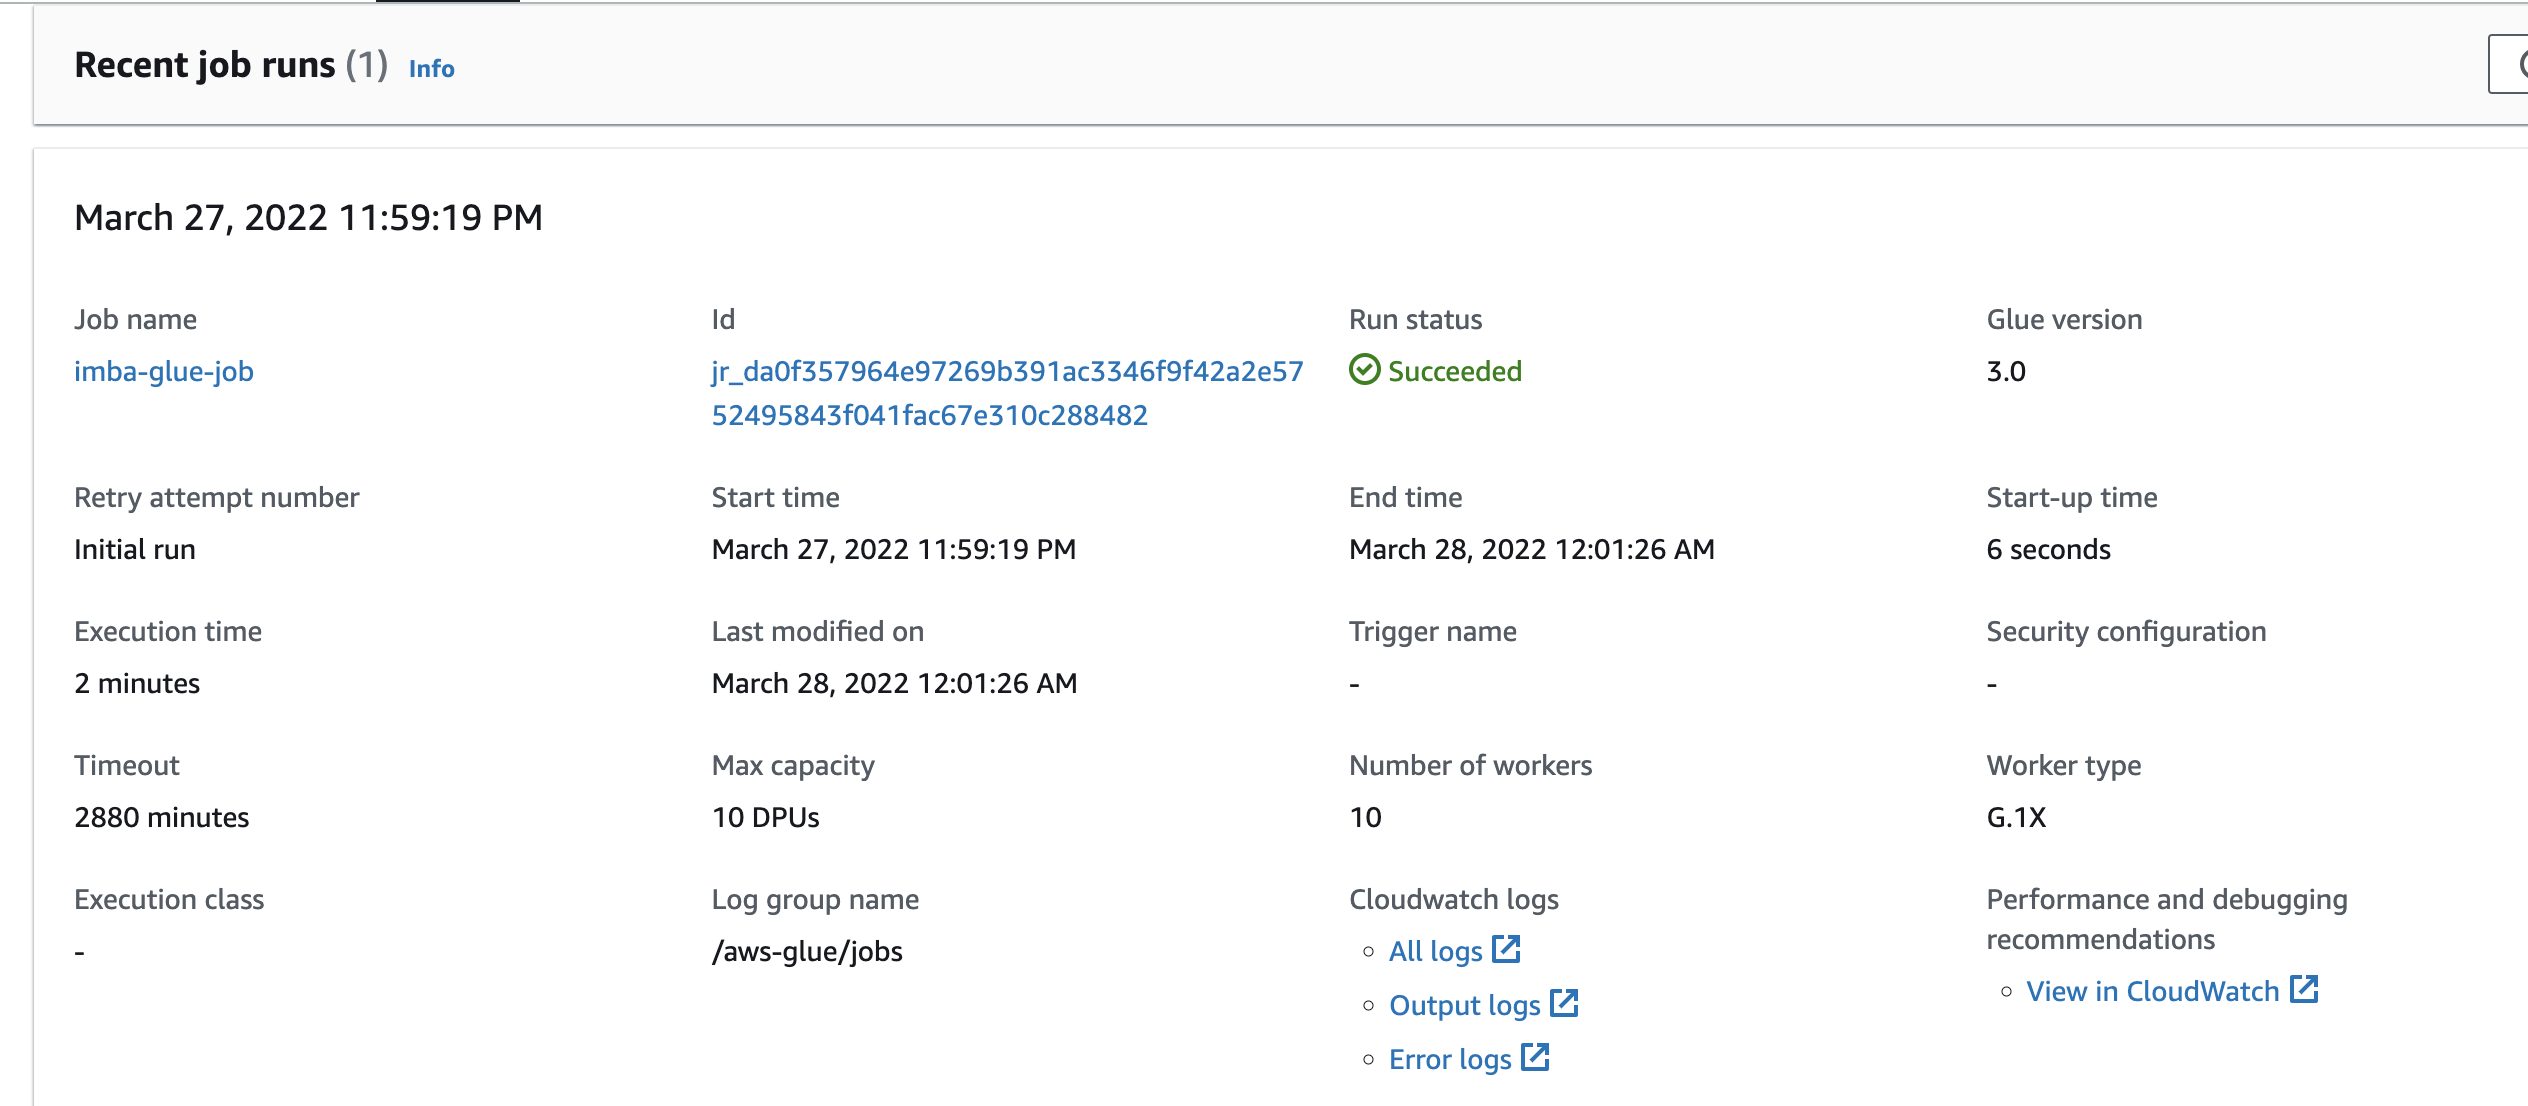 Recent job runs (1) Info
March 27, 2022 11:59:19 PM
Job name
imba-glue-job
Id
jr_da0f357964e97269b391ac3346f9f42a2e57
52495843f041fac67e310c288482
Run status
Succeeded
Glue version
3.0
Retry attempt number
Initial run
Start time
March 27, 2022 11:59:19 PM
End time
March 28, 2022 12:01:26 AM
Start-up time
6 seconds
Execution time
2 minutes
Last modified on
March 28, 2022 12:01:26 AM
Trigger name
-
Security configuration
-
Timeout
2880 minutes
Max capacity
10 DPUs
Number of workers
10
Worker type
G.1X
Execution class
-
Log group name
/aws-glue/jobs
Cloudwatch logs
All logs
Output logs
Error logs
Performance and debugging
recommendations
View in CloudWatch